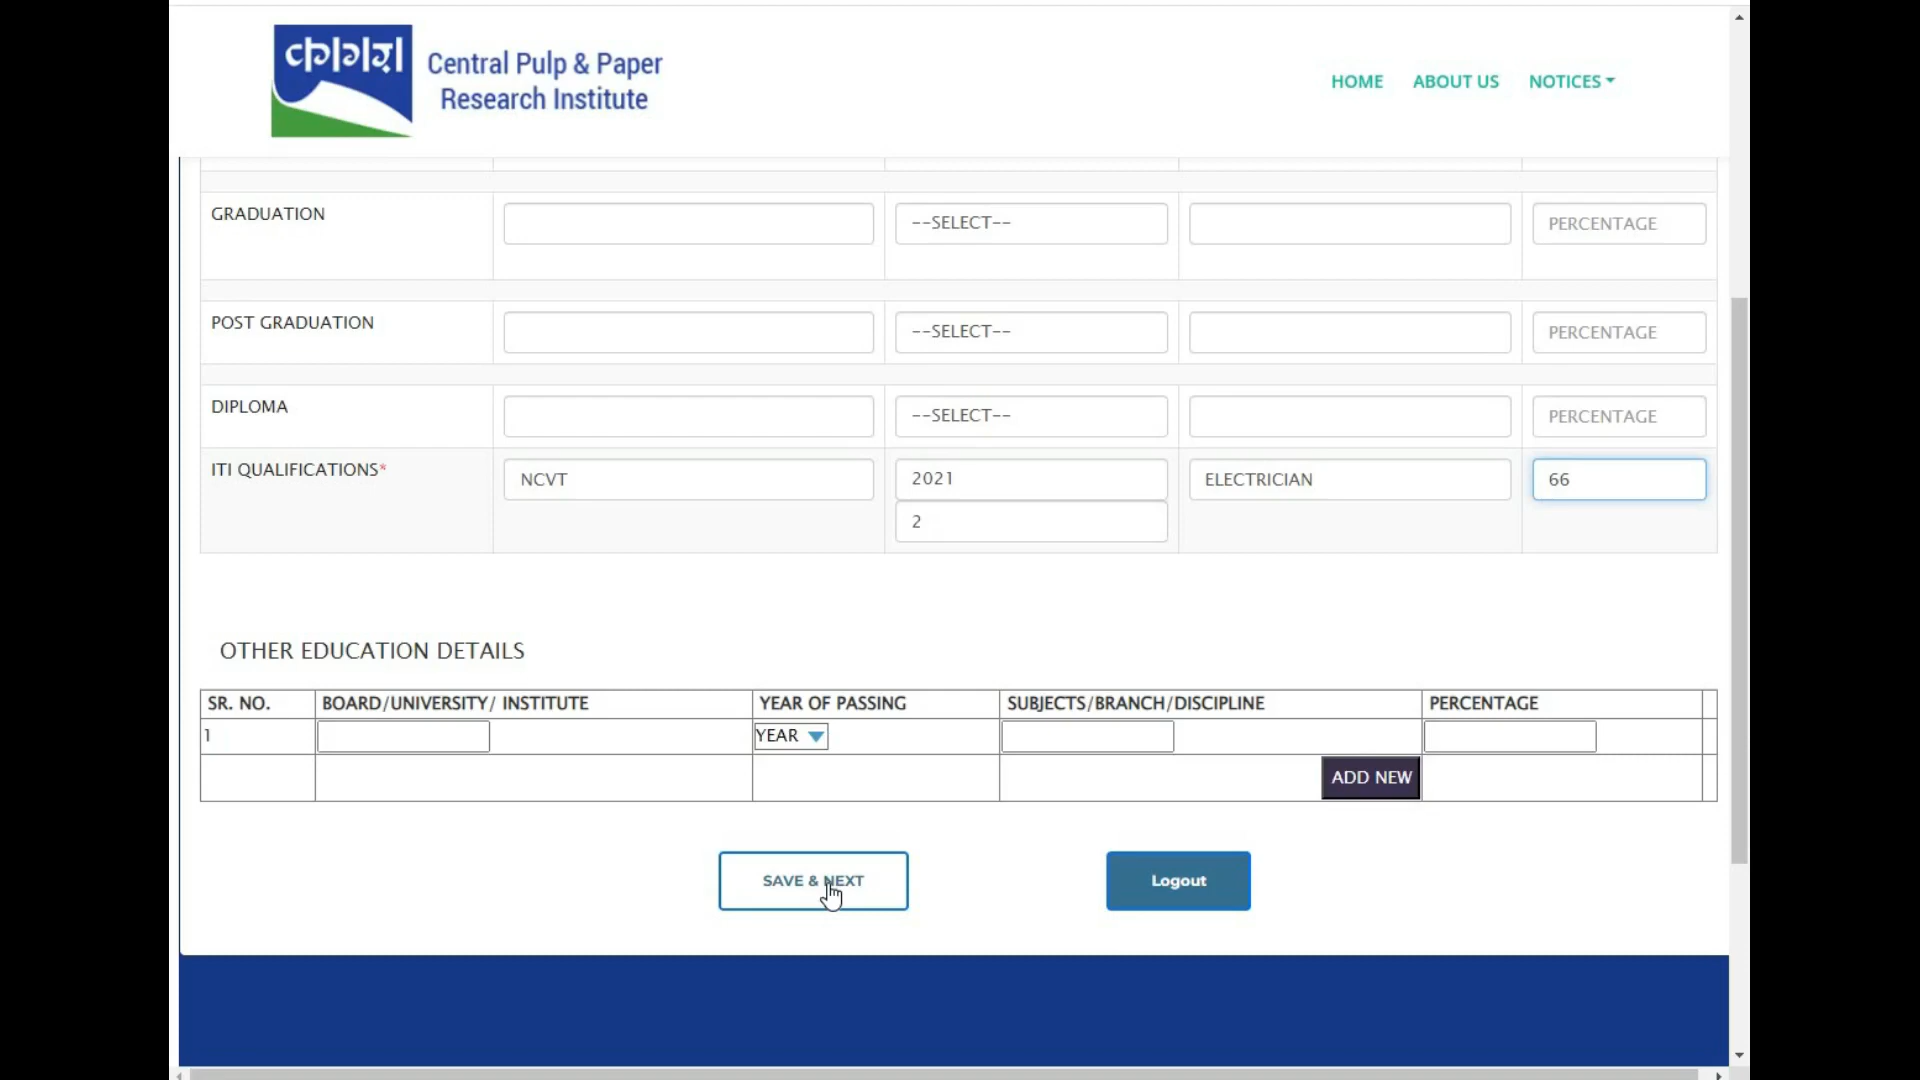 कागज़
Central Pulp & Paper
Research Institute
HOME ABOUT US NOTICES
GRADUATION --SELECT-- PERCENTAGE
POST GRADUATION --SELECT-- PERCENTAGE
DIPLOMA --SELECT-- PERCENTAGE
ITI QUALIFICATIONS* NCVT 2021 ELECTRICIAN 66
2
OTHER EDUCATION DETAILS
SR. NO. BOARD/UNIVERSITY/ INSTITUTE YEAR OF PASSING SUBJECTS/BRANCH/DISCIPLINE PERCENTAGE
1 YEAR
ADD NEW
SAVE & NEXT Logout